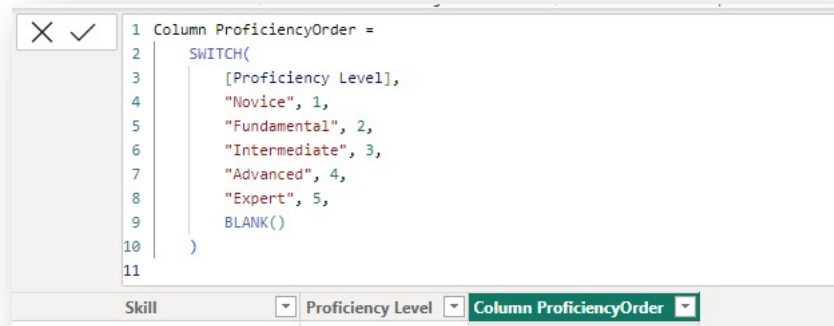 1 Column ProficiencyOrder =
2 SWITCH(
3 [Proficiency Level],
4 "Novice", 1,
5 "Fundamental", 2,
6 "Intermediate", 3,
7 "Advanced", 4,
8 "Expert", 5,
9 BLANK()
10 )
11
Skill Proficiency Level Column ProficiencyOrder